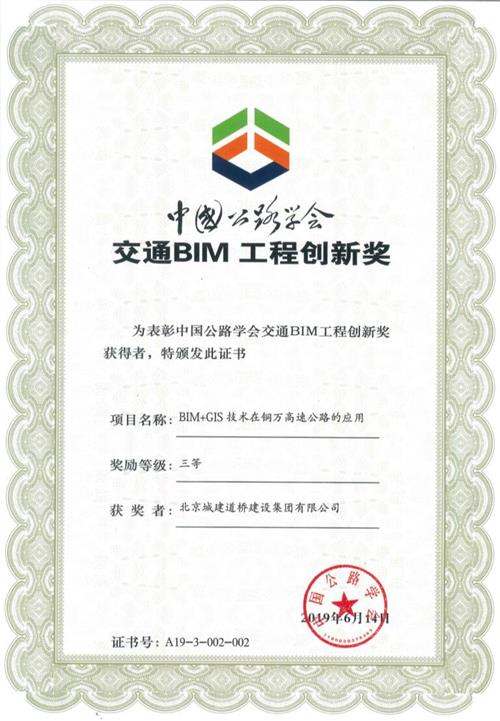 中国公路学会
交通BIM 工程创新奖
为表彰中国公路学会交通BIM工程创新奖
获得者，特颁发此证书
项目名称：BIM+GIS 技术在铜万高速公路的应用
奖励等级：三等
获奖者：北京城建道桥建设集团有限公司
中国公路学会
2019年6月14日
证书号：A19-3-002-002